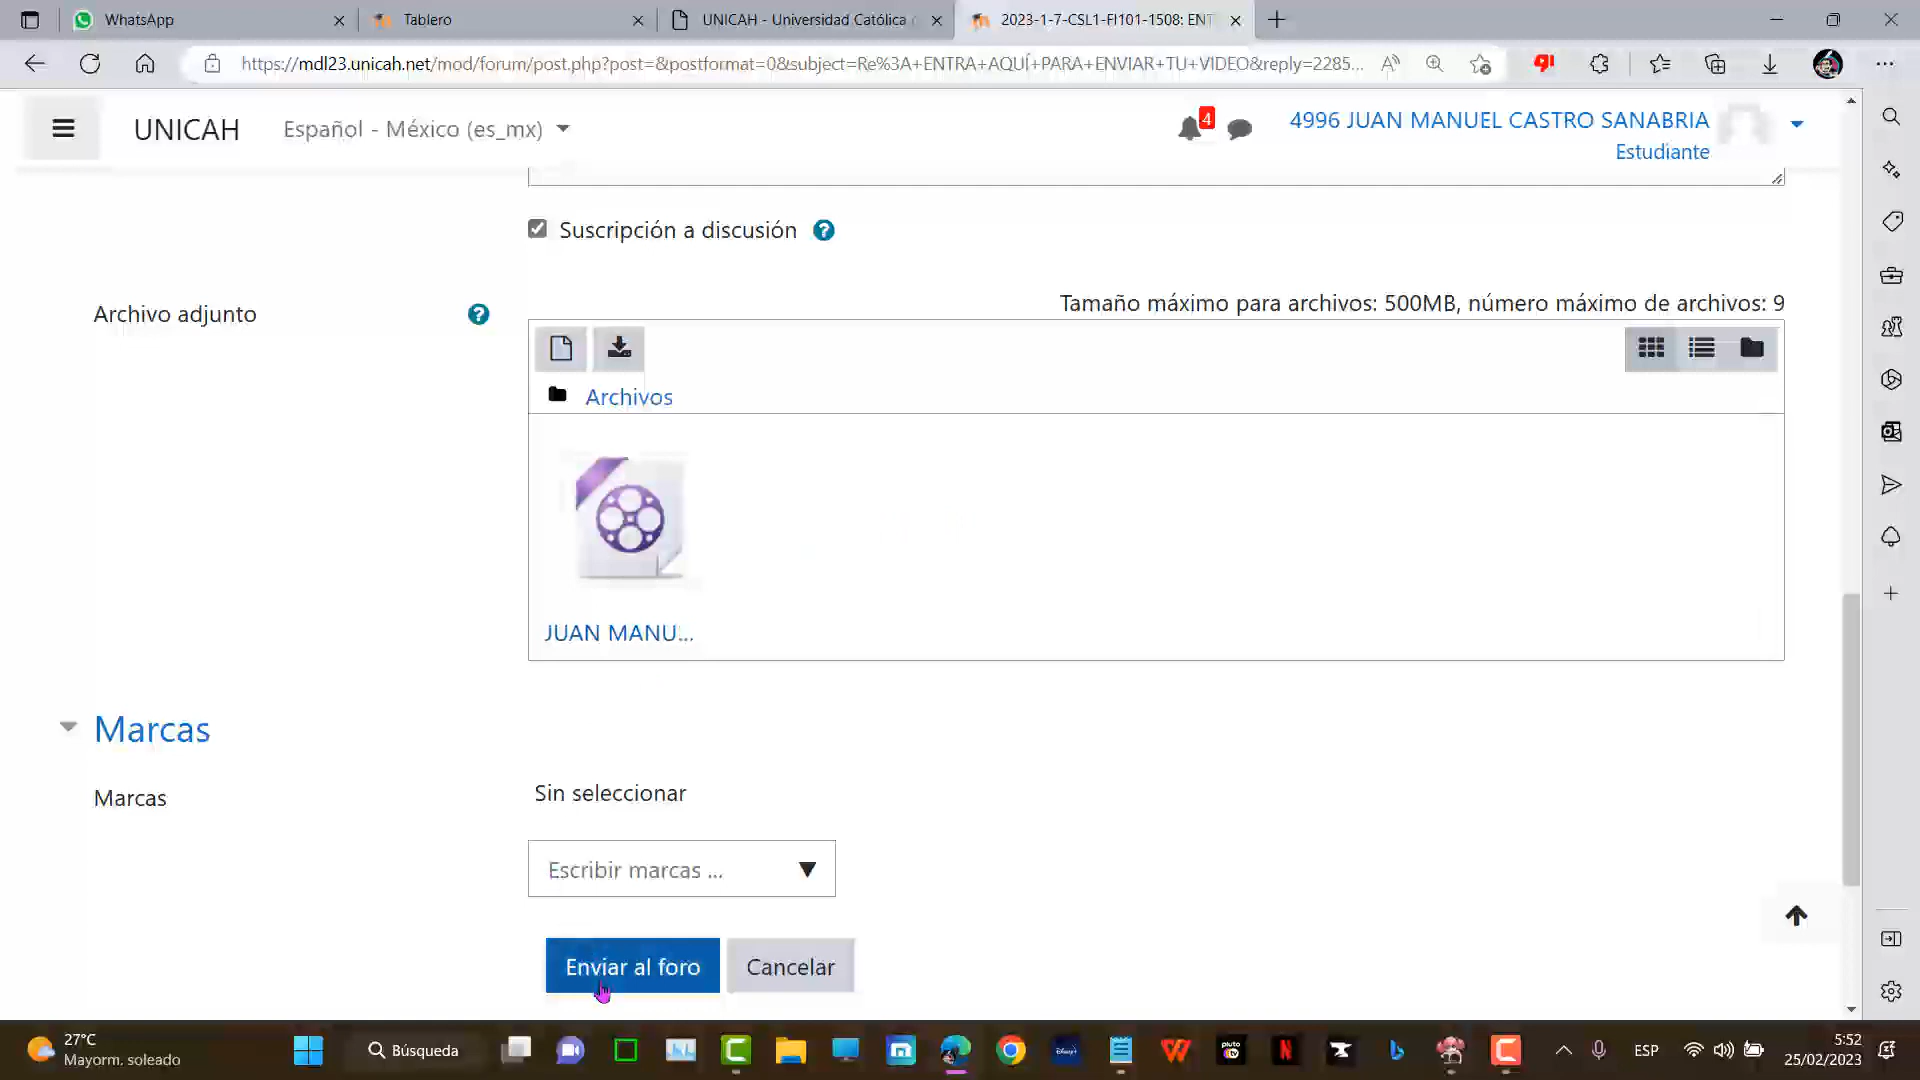 WhatsApp
Tablero
UNICAH - Universidad Católica
2023-1-7-CSL1-FI101-1508: ENT
https://mdl23.unicah.net/mod/forum/post.php?post=&postformat=0&subject=Re%3A+ENTRA+AQUÍ+PARA+ENVIAR+TU+VIDEO&reply=2285...
UNICAH
Español - México (es_mx)
4
4996 JUAN MANUEL CASTRO SANABRIA
Estudiante
Suscripción a discusión
Archivo adjunto
Tamaño máximo para archivos: 500MB, número máximo de archivos: 9
Archivos
JUAN MANU...
Marcas
Marcas
Sin seleccionar
Escribir marcas ...
Enviar al foro
Cancelar
27°C
Mayorm. soleado
Búsqueda
Disney+
pluto tv
ESP
5:52
25/02/2023